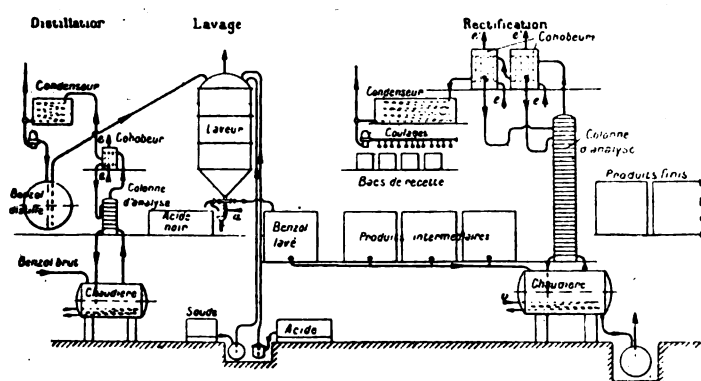 Distillation
Lavage
Rectification
Cohobeurs
Condenseur
Condenseur
Laveur
Cohobeur
Coulages
Colonne
d'analyse
Colonne
d'analyse
Bacs de recette
Produits finis
Benzol
Acide
noir
a
Benzol
lavé
Produits intermédiaires
Benzol brut
Chaudière
Chaudière
V
Soude
Acide
e
e
e
e